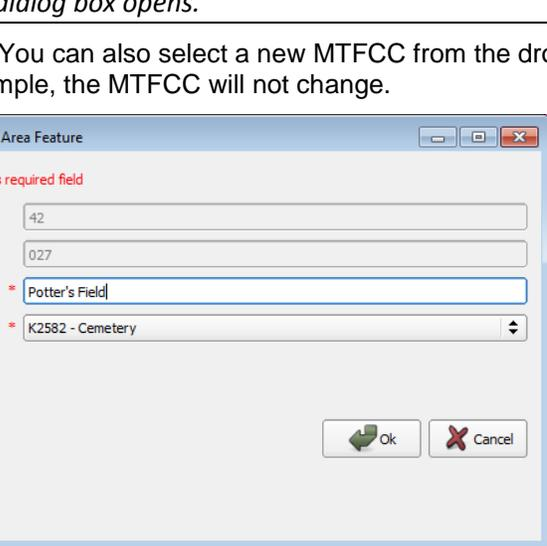 dialog box opens.
You can also select a new MTFCC from the dro
mple, the MTFCC will not change.
Area Feature
s required field
42
027
* Potter's Field
* K2582 - Cemetery
Ok Cancel